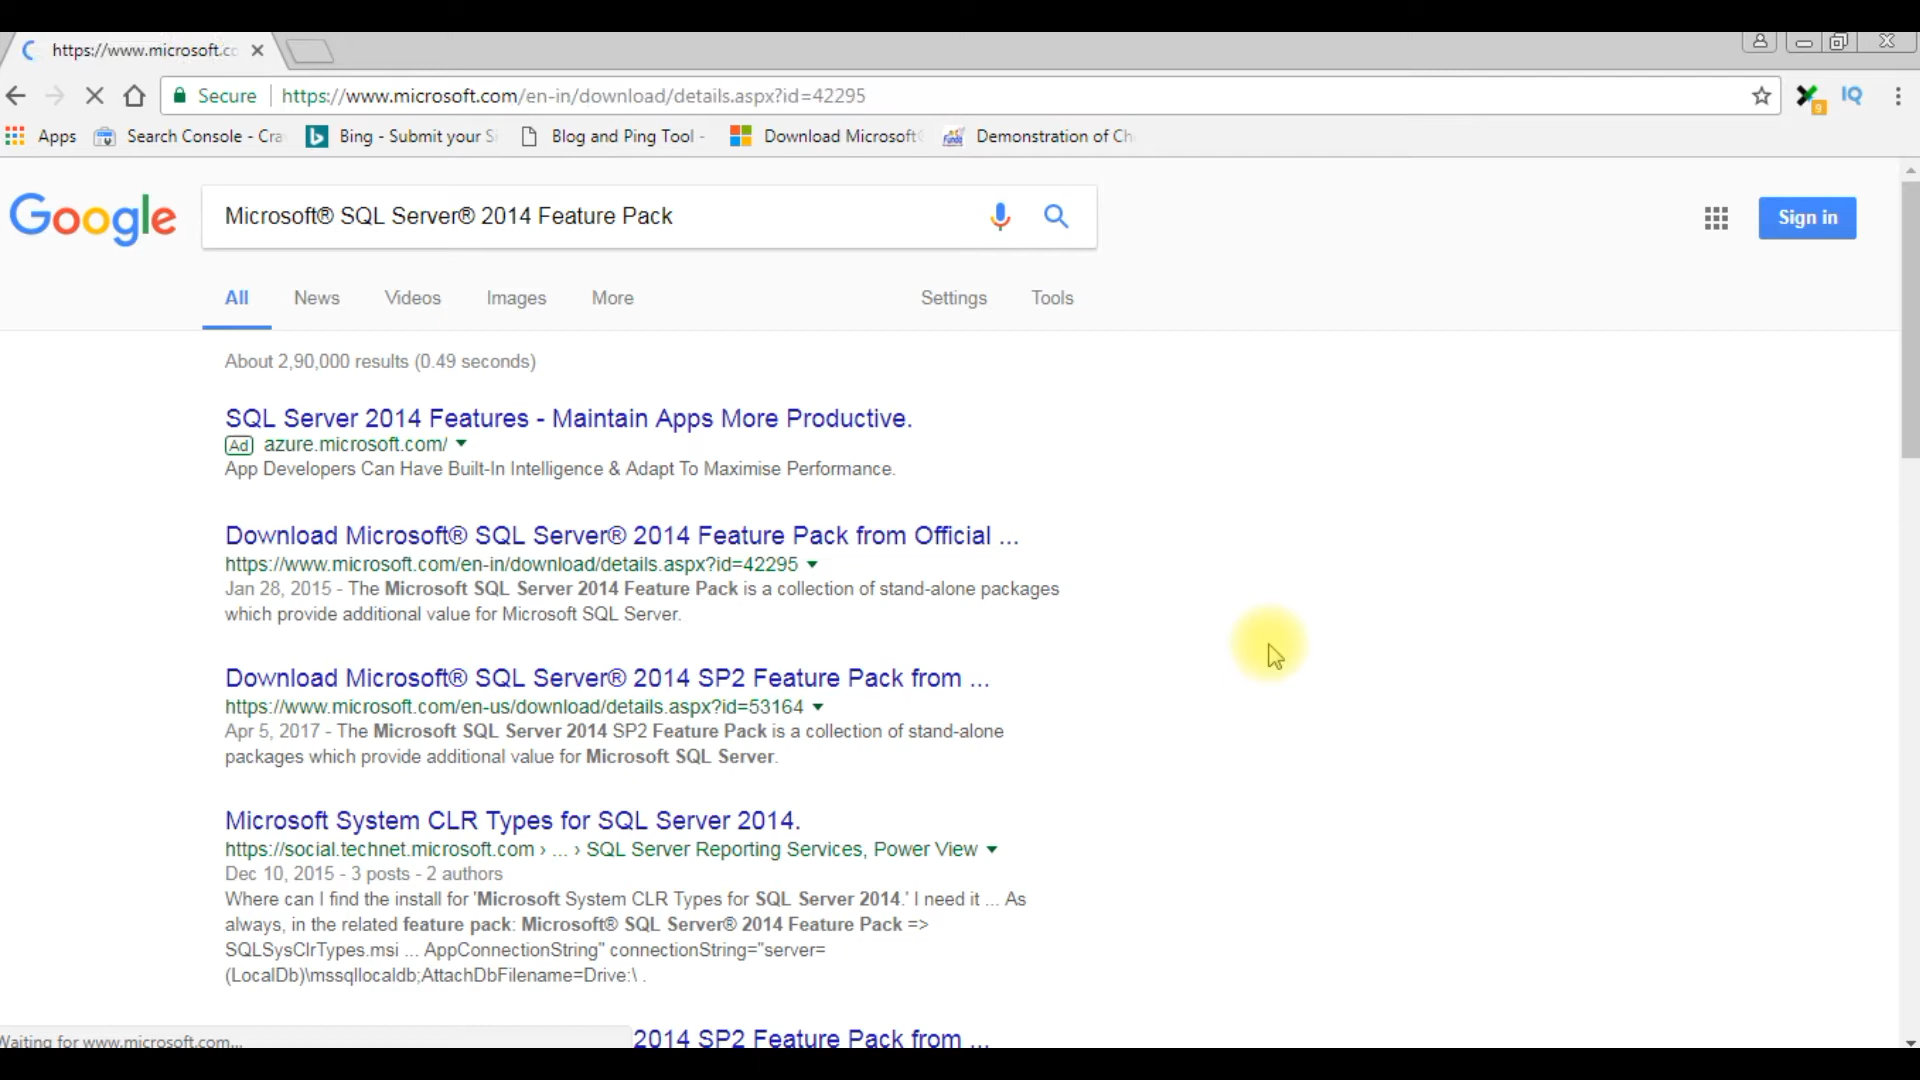 https://www.microsoft.co
Secure
https://www.microsoft.com/en-in/download/details.aspx?id=42295
9
IQ
Apps
Search Console - Cra
Bing - Submit your Si
Blog and Ping Tool -
Download Microsoft®
Demonstration of Ch
Google
Microsoft® SQL Server® 2014 Feature Pack
Sign in
All
News
Videos
Images
More
Settings
Tools
About 2,90,000 results (0.49 seconds)
SQL Server 2014 Features - Maintain Apps More Productive.
Ad azure.microsoft.com/
App Developers Can Have Built-In Intelligence & Adapt To Maximise Performance.
Download Microsoft® SQL Server® 2014 Feature Pack from Official ...
https://www.microsoft.com/en-in/download/details.aspx?id=42295
Jan 28, 2015 - The Microsoft SQL Server 2014 Feature Pack is a collection of stand-alone packages
which provide additional value for Microsoft SQL Server.
Download Microsoft® SQL Server® 2014 SP2 Feature Pack from ...
https://www.microsoft.com/en-us/download/details.aspx?id=53164
Apr 5, 2017 - The Microsoft SQL Server 2014 SP2 Feature Pack is a collection of stand-alone
packages which provide additional value for Microsoft SQL Server.
Microsoft System CLR Types for SQL Server 2014.
https://social.technet.microsoft.com › ... › SQL Server Reporting Services, Power View
Dec 10, 2015 - 3 posts - 2 authors
Where can I find the install for 'Microsoft System CLR Types for SQL Server 2014.' I need it ... As
always, in the related feature pack: Microsoft® SQL Server® 2014 Feature Pack =>
SQLSysClrTypes.msi ... AppConnectionString" connectionString="server=
(LocalDb)\mssqllocaldb;AttachDbFilename=Drive:\ .
2014 SP2 Feature Pack from ...
Waiting for www.microsoft.com...